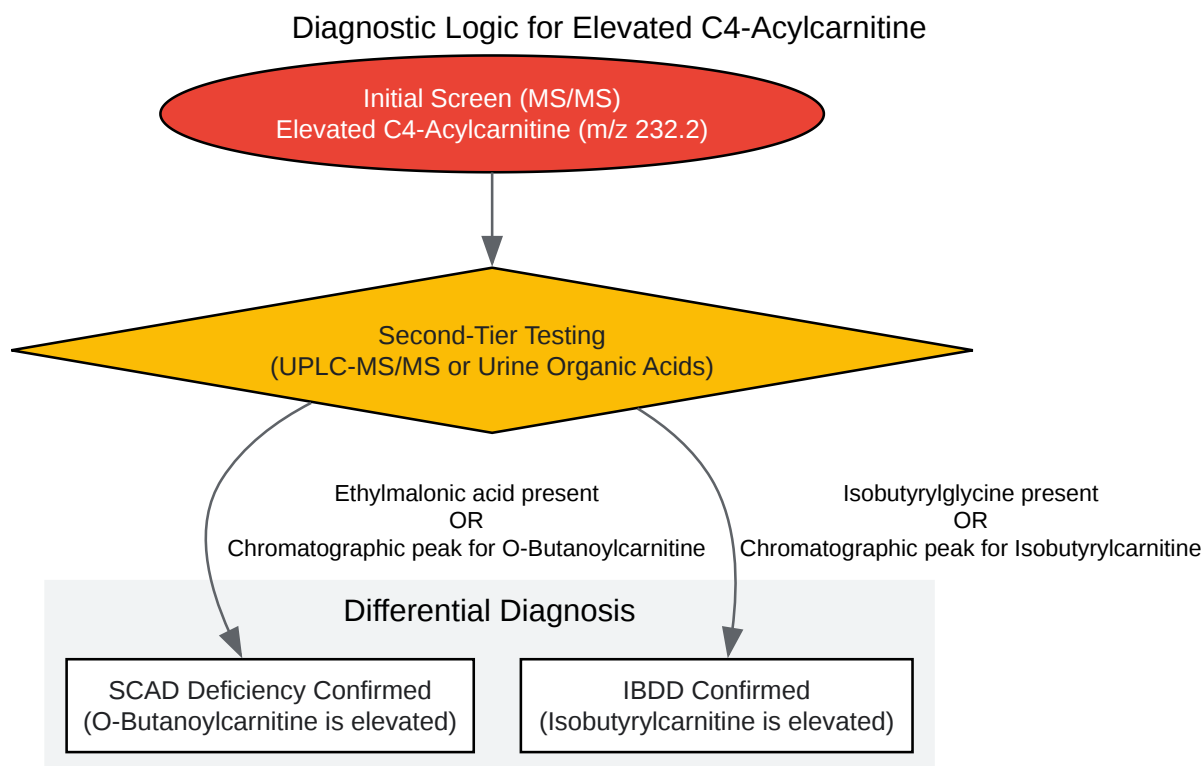 Diagnostic Logic for Elevated C4-Acylcarnitine
Initial Screen (MS/MS)
Elevated C4-Acylcarnitine (m/z 232.2)
Second-Tier Testing
(UPLC-MS/MS or Urine Organic Acids)
Ethylmalonic acid present
OR
Chromatographic peak for O-Butanoylcarnitine
Isobutyrylglycine present
OR
Chromatographic peak for Isobutyrylcarnitine
Differential Diagnosis
SCAD Deficiency Confirmed
(O-Butanoylcarnitine is elevated)
IBDD Confirmed
(Isobutyrylcarnitine is elevated)